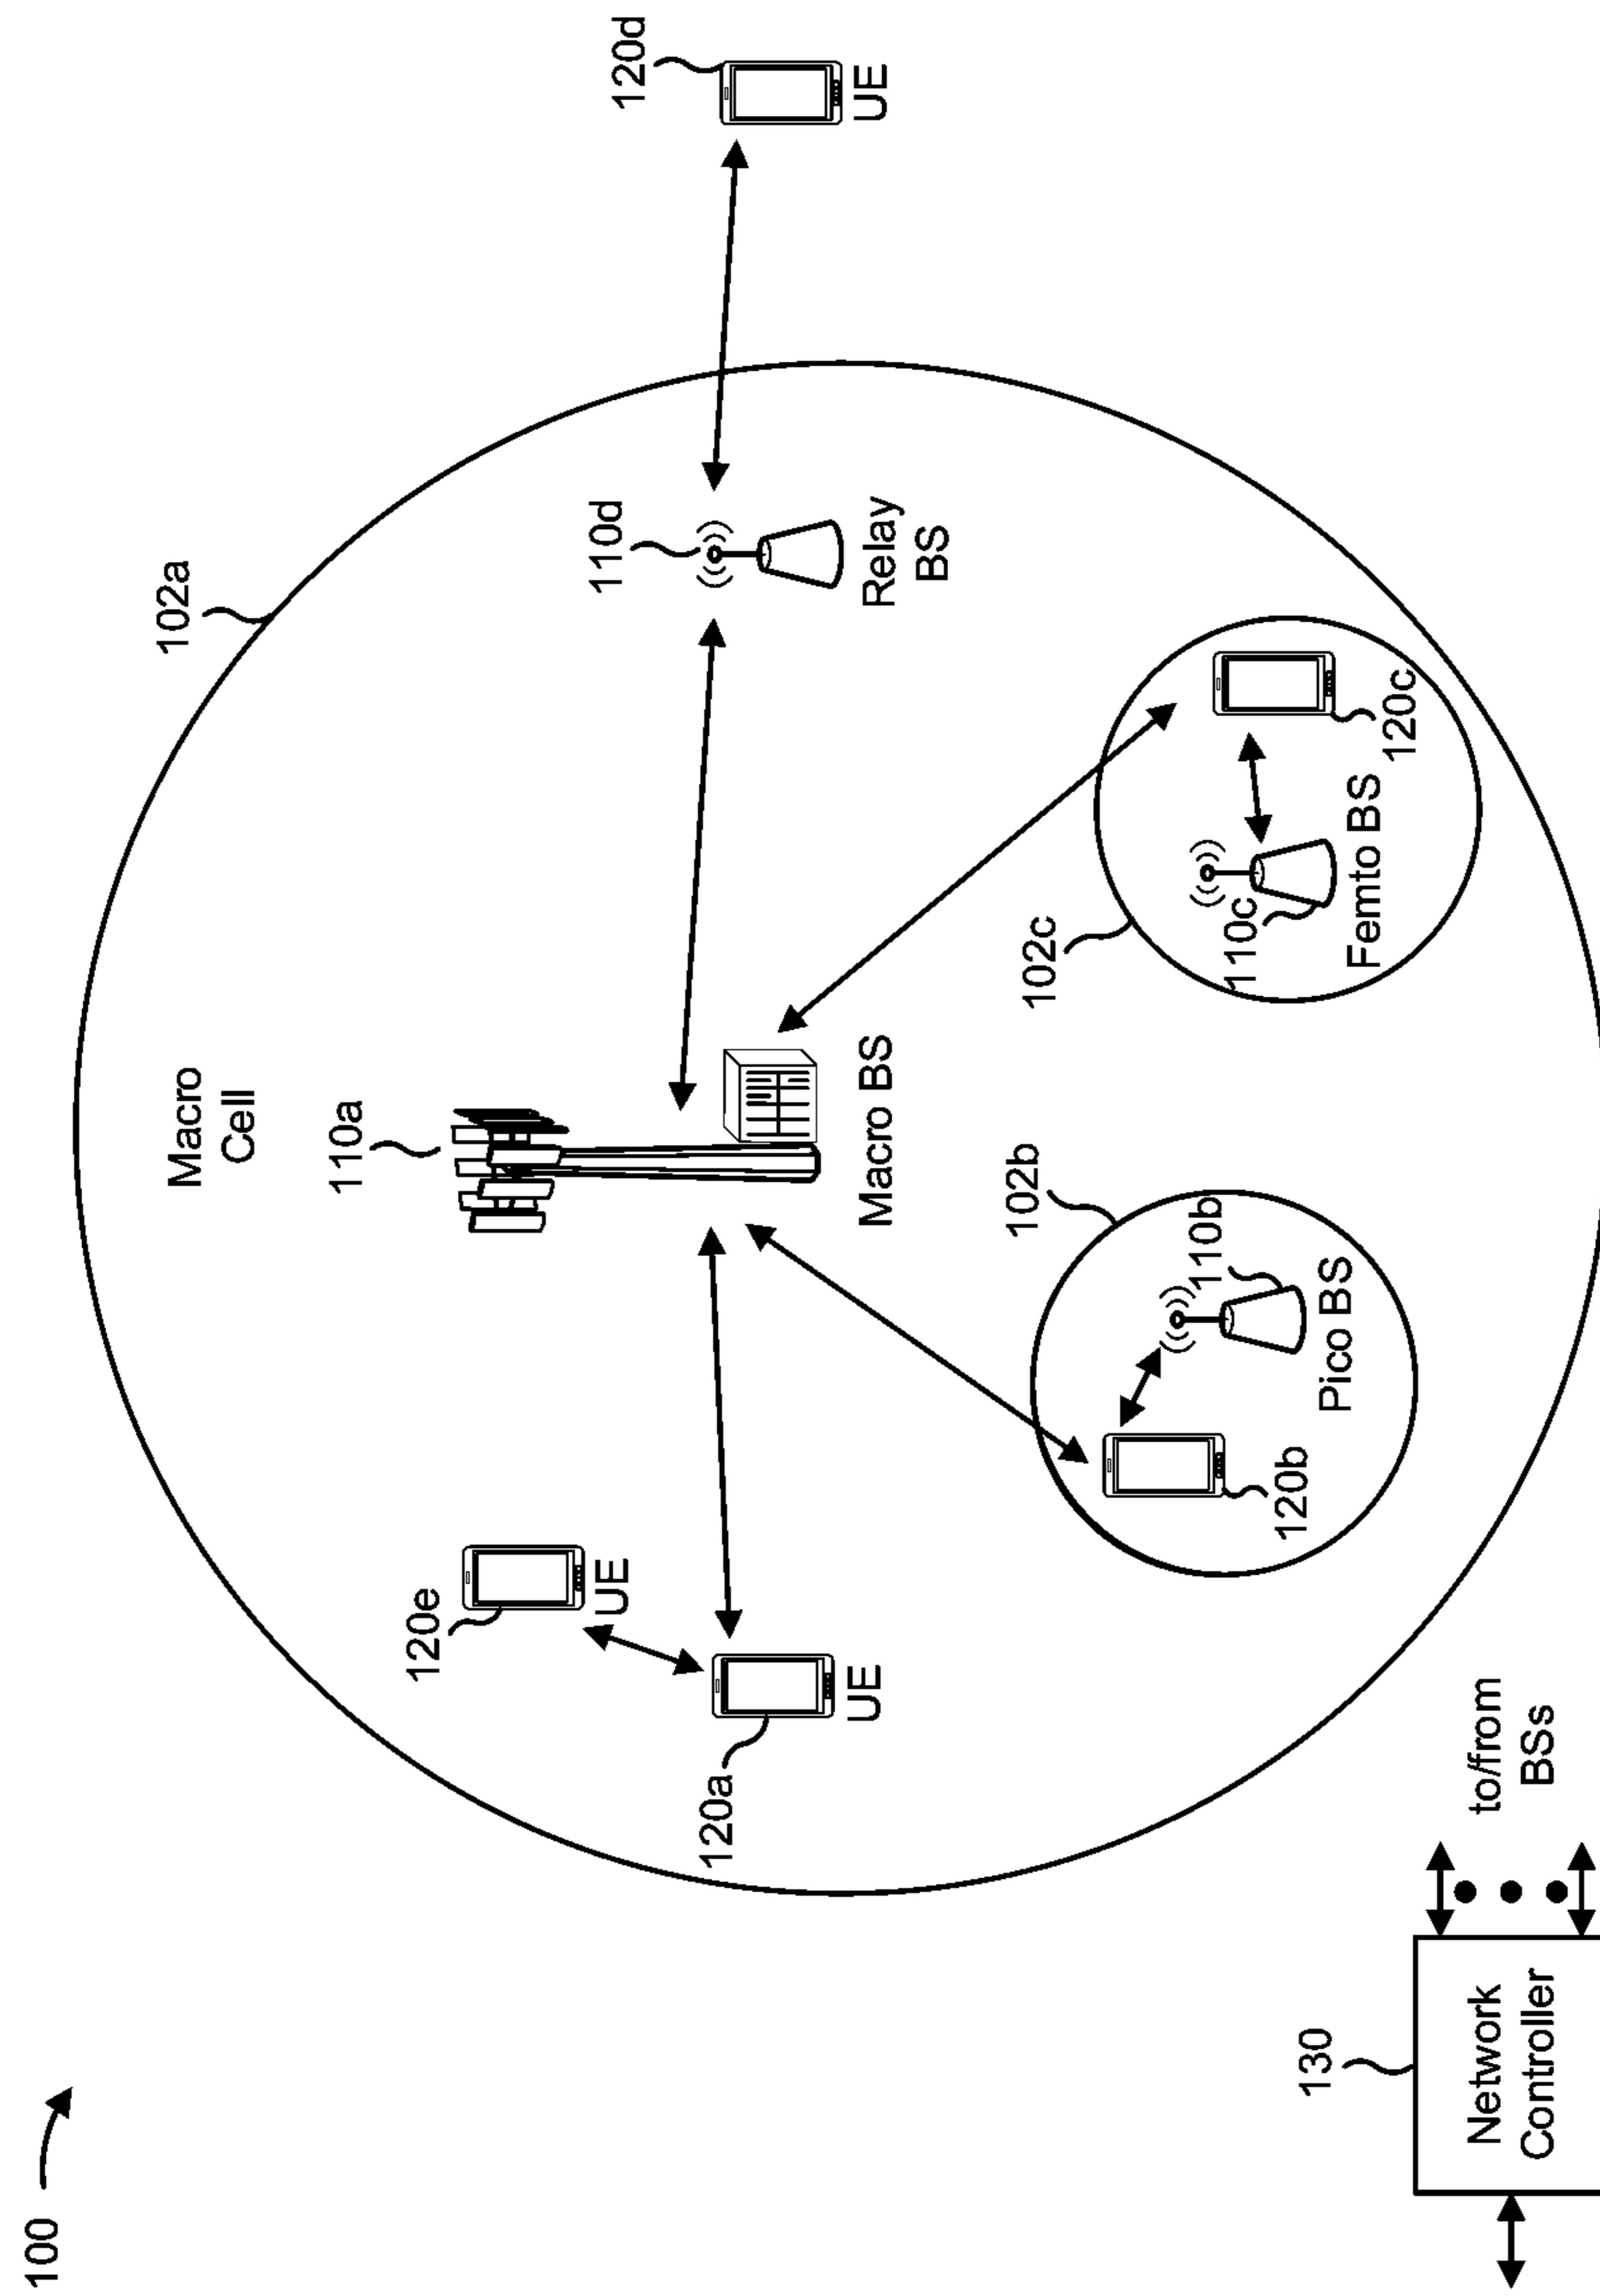 100
102a
Macro
Cell
110a
120d
UE
110d
Relay
BS
120e
UE
120a
UE
Macro BS
102b
110b
Pico BS
120b
102c
110c
Femto BS
120c
130
Network
Controller
to/from
BSs